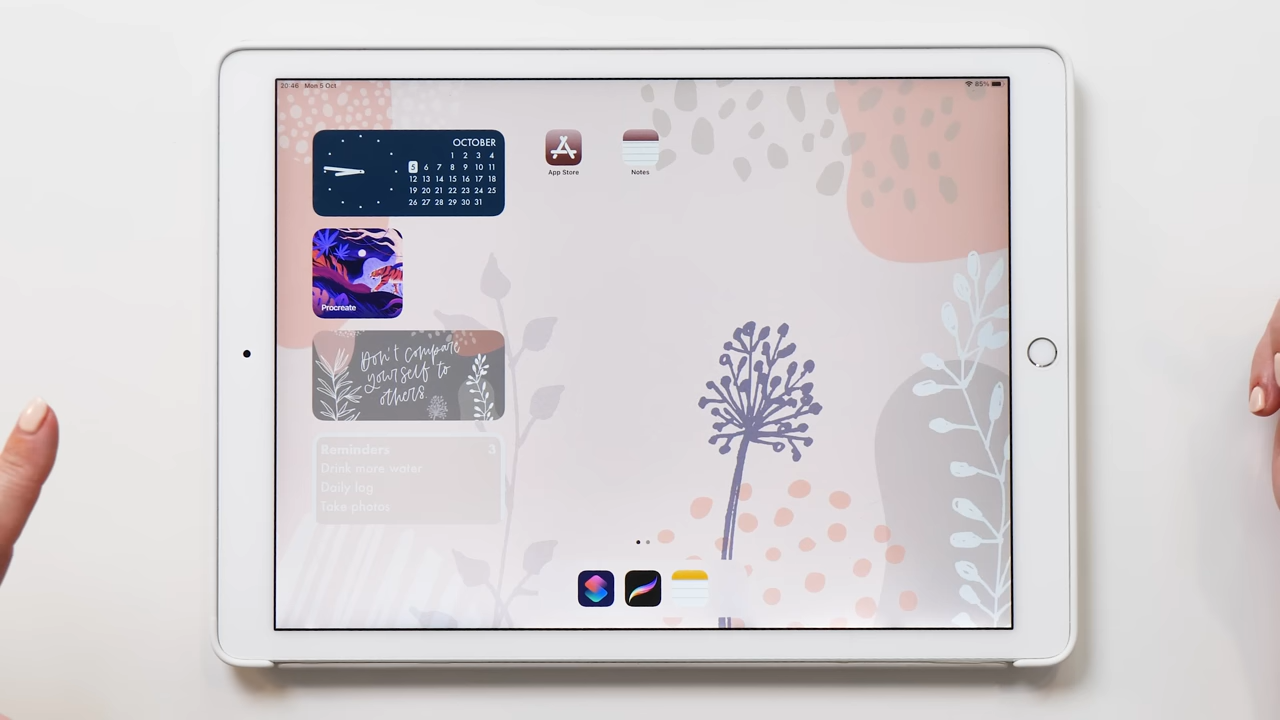 20:46 Mon 5 Oct
85%
OCTOBER
1 2 3 4
5 6 7 8 9 10 11
12 13 14 15 16 17 18
19 20 21 22 23 24 25
26 27 28 29 30 31
App Store
Notes
Procreate
Don't compare
yourself to
others.
Reminders 3
Drink more water
Daily log
Take photos